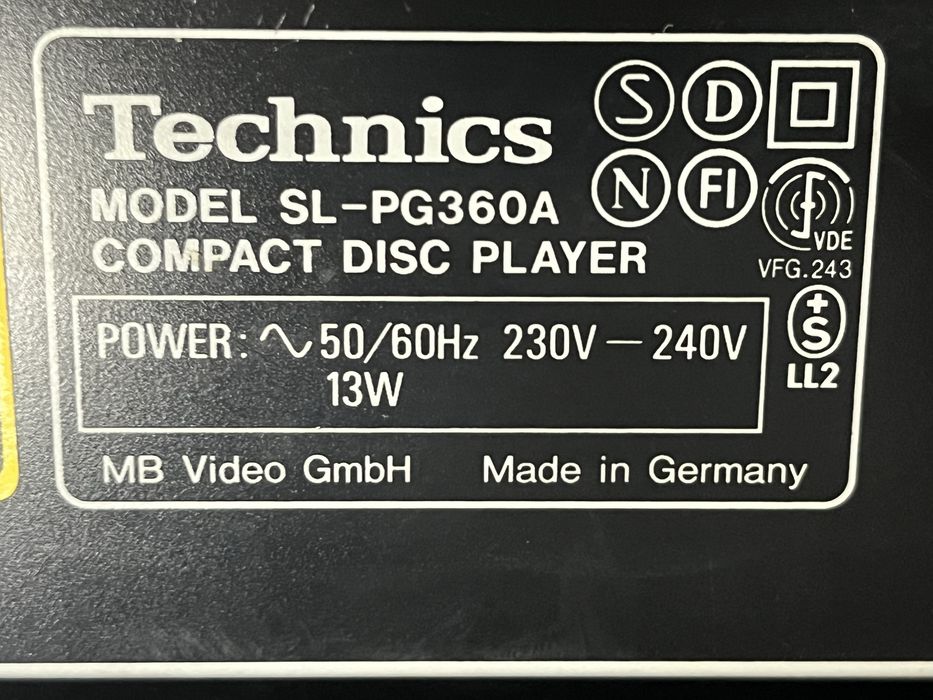 Technics
S D
N FI
MODEL SL-PG360A
COMPACT DISC PLAYER
VDE
VFG.243
POWER: ∿ 50/60Hz 230V — 240V
13W
+
S
LL2
MB Video GmbH Made in Germany